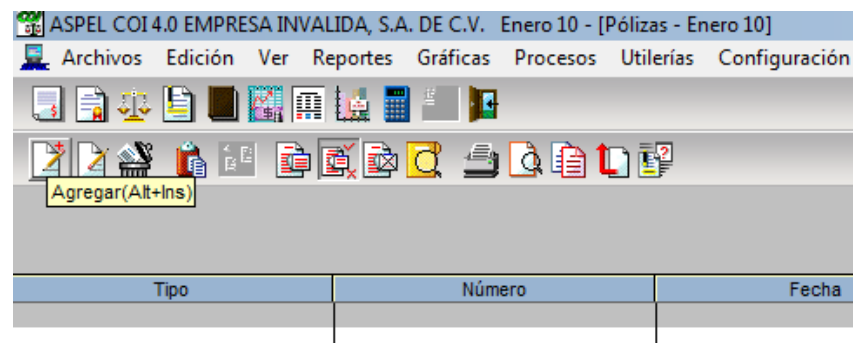 ASPEL COI 4.0 EMPRESA INVALIDA, S.A. DE C.V. Enero 10 - [Pólizas - Enero 10]
Archivos Edición Ver Reportes Gráficas Procesos Utilerías Configuración
Agregar(Alt+Ins)
Tipo Número Fecha